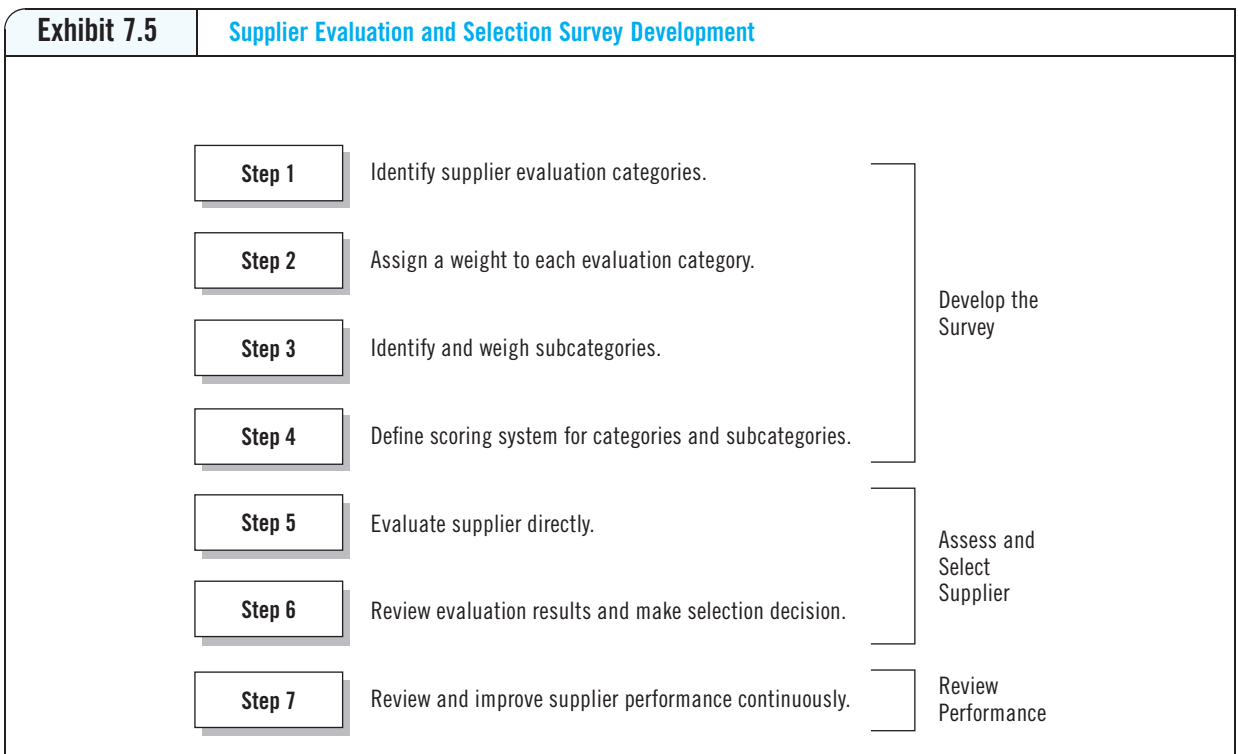 Exhibit 7.5
Supplier Evaluation and Selection Survey Development
Step 1
Identify supplier evaluation categories.
Step 2
Assign a weight to each evaluation category.
Step 3
Identify and weigh subcategories.
Step 4
Define scoring system for categories and subcategories.
Develop the
Survey
Step 5
Evaluate supplier directly.
Step 6
Review evaluation results and make selection decision.
Assess and
Select
Supplier
Step 7
Review and improve supplier performance continuously.
Review
Performance